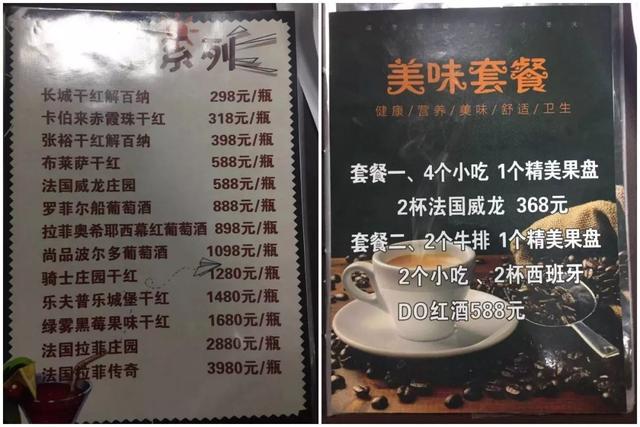 系列
长城干红解百纳 298元/瓶
卡伯来赤霞珠干红 318元/瓶
张裕干红解百纳 398元/瓶
布莱萨干红 588元/瓶
法国威龙庄园 588元/瓶
罗菲尔船葡萄酒 888元/瓶
拉菲奥希耶西幕红葡萄酒 898元/瓶
尚品波尔多葡萄酒 1098元/瓶
骑士庄园干红 1280元/瓶
乐夫普乐城堡干红 1480元/瓶
绿雾黑莓果味干红 1680元/瓶
法国拉菲庄园 2880元/瓶
法国拉菲传奇 3980元/瓶
美味套餐
健康/营养/美味/舒适/卫生
套餐一、4个小吃 1个精美果盘
2杯法国威龙 368元
套餐二、2个牛排 1个精美果盘
2个小吃 2杯西班牙
DO红酒588元